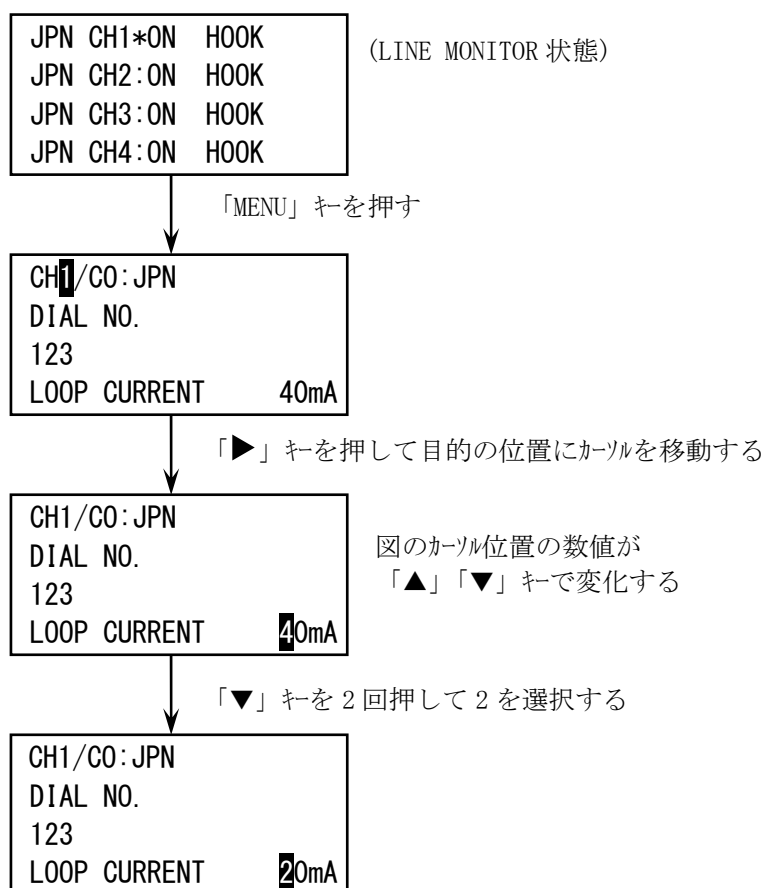 JPN CH1*ON HOOK
JPN CH2:ON HOOK
JPN CH3:ON HOOK
JPN CH4:ON HOOK
(LINE MONITOR 状態)
「MENU」 キーを押す
CH1/CO:JPN
DIAL NO.
123
LOOP CURRENT 40mA
「▶」 キーを押して目的の位置にカーソルを移動する
CH1/CO:JPN
DIAL NO.
123
LOOP CURRENT 40mA
図のカーソル位置の数値が
「▲」「▼」 キーで変化する
「▼」 キーを 2 回押して 2 を選択する
CH1/CO:JPN
DIAL NO.
123
LOOP CURRENT 20mA